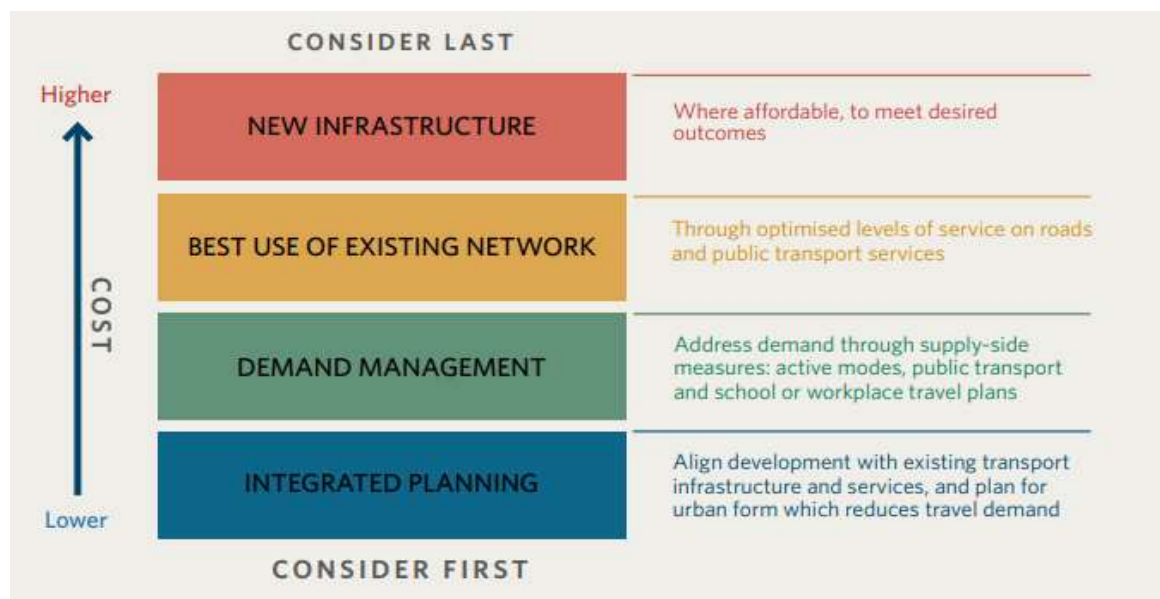 CONSIDER LAST
Higher
NEW INFRASTRUCTURE
Where affordable, to meet desired
outcomes
BEST USE OF EXISTING NETWORK
Through optimised levels of service on roads
and public transport services
COST
DEMAND MANAGEMENT
Address demand through supply-side
measures: active modes, public transport
and school or workplace travel plans
INTEGRATED PLANNING
Align development with existing transport
infrastructure and services, and plan for
urban form which reduces travel demand
Lower
CONSIDER FIRST